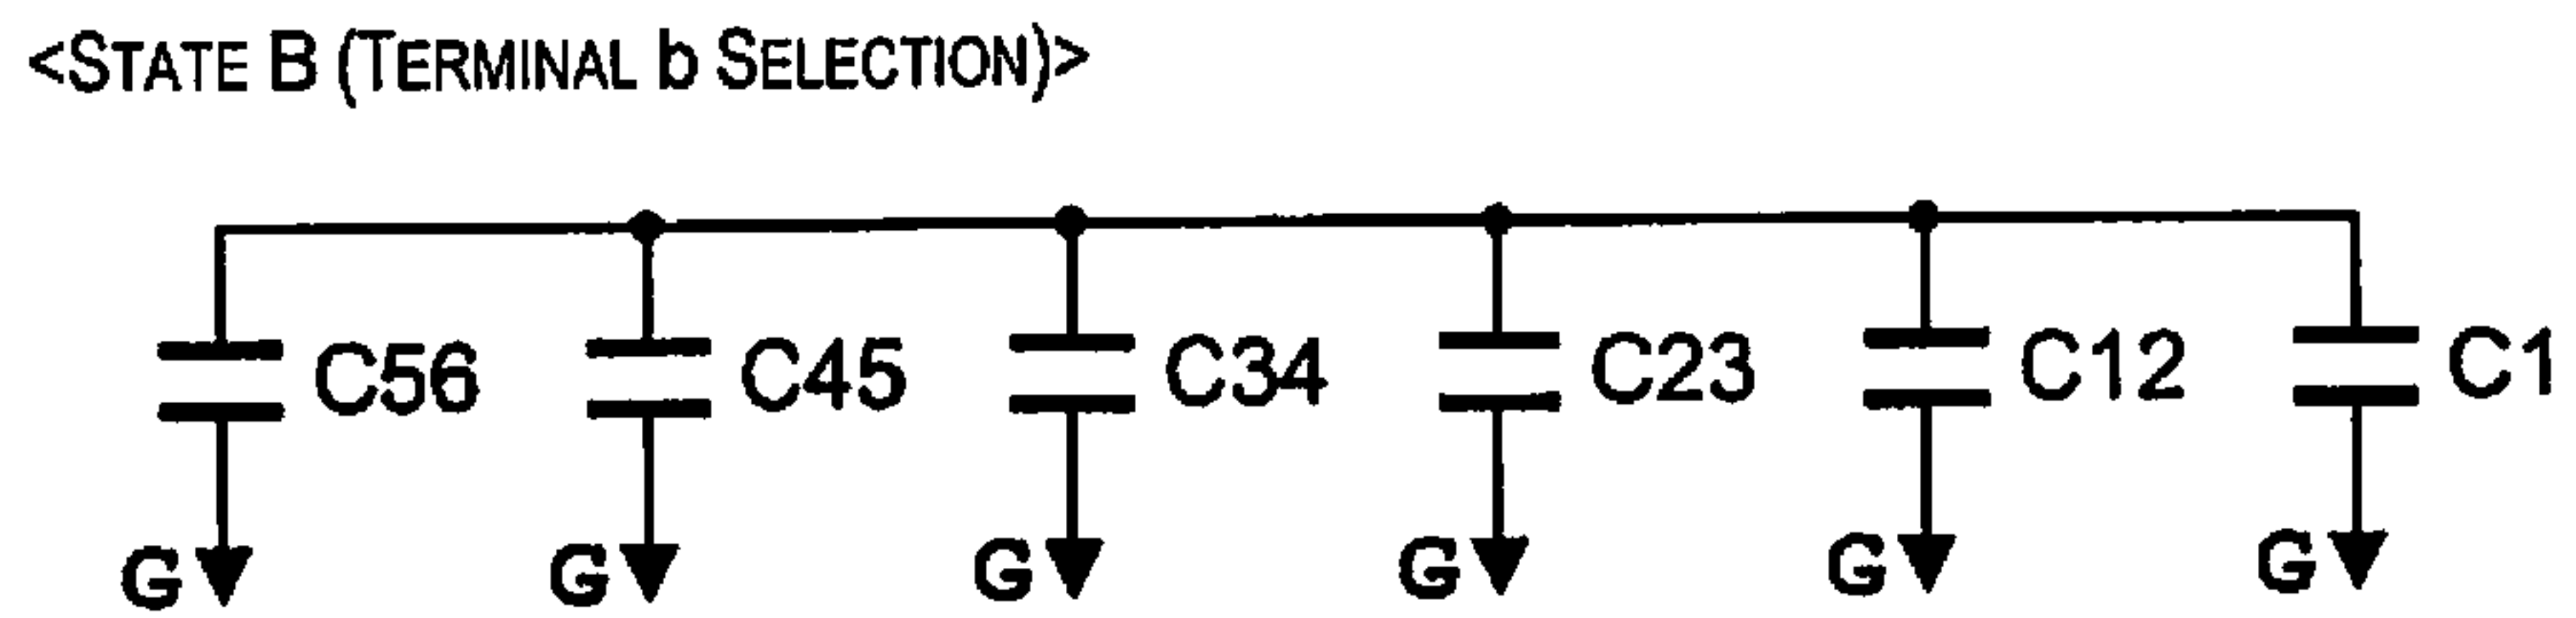 <STATE B (TERMINAL b SELECTION)>
C56 C45 C34 C23 C12 C1
G G G G G G